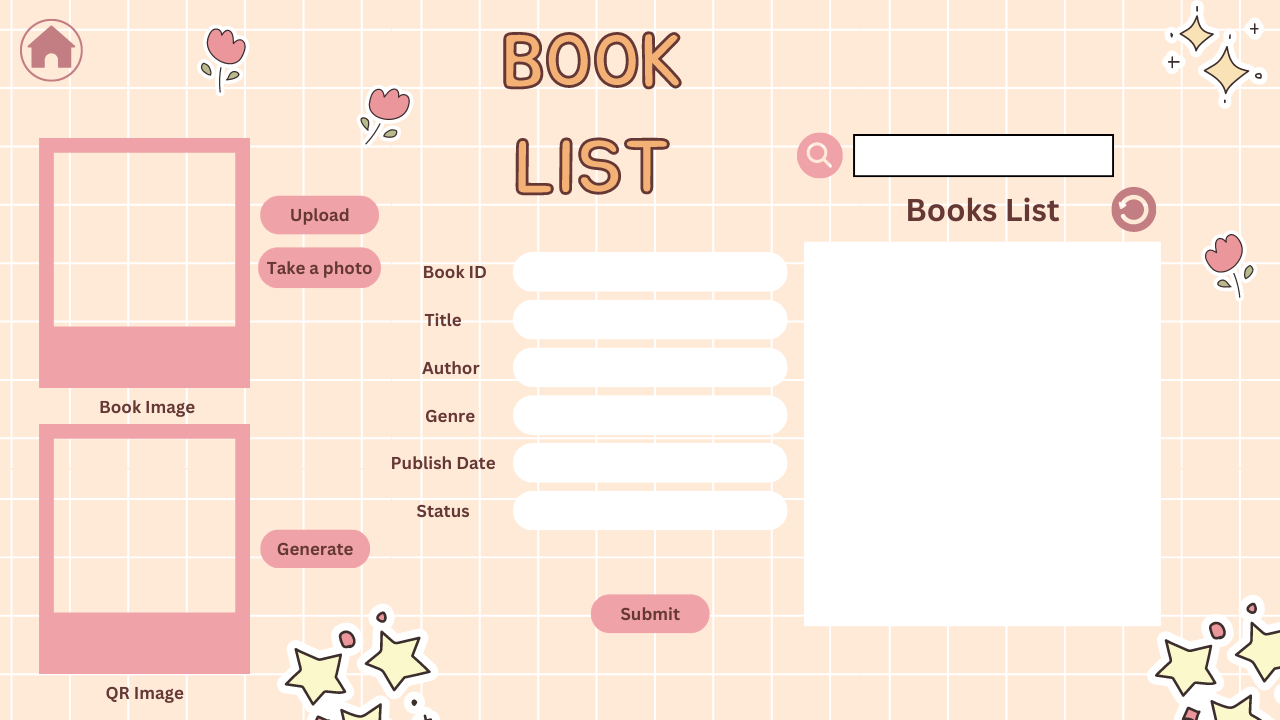 BOOK
LIST
Upload
Take a photo
Book Image
Generate
QR Image
Book ID
Title
Author
Genre
Publish Date
Status
Submit
Books List